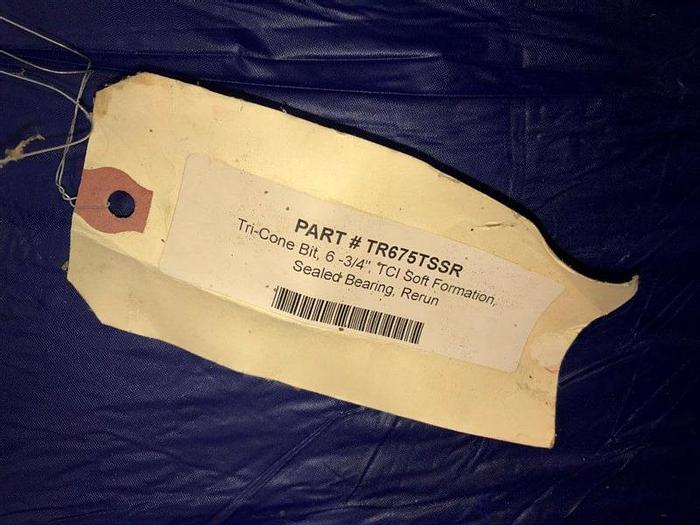 PART # TR675TSSR
Tri-Cone Bit, 6 -3/4", TCI Soft Formation,
Sealed Bearing, Rerun